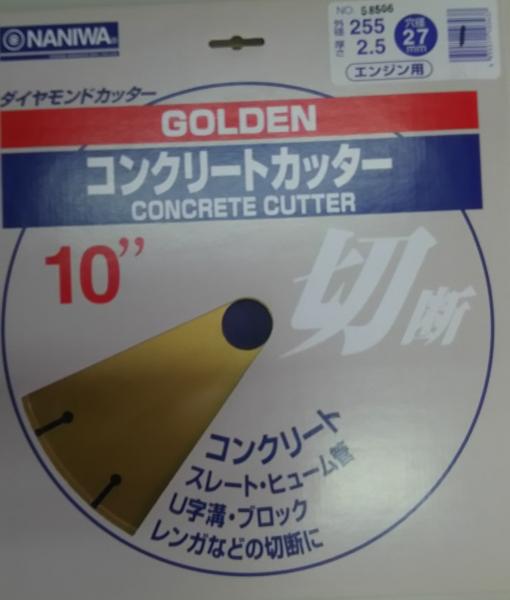 NANIWA
NO. S8506
外径 255
厚さ 2.5
穴径 27 mm
エンジン用
ダイヤモンドカッター
GOLDEN
コンクリートカッター
CONCRETE CUTTER
10”
切断
コンクリート
スレート・ヒューム管
U字溝・ブロック
レンガなどの切断に